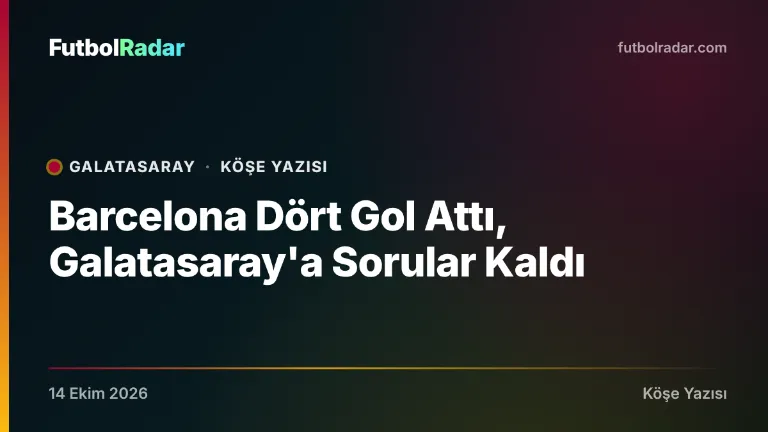 FutbolRadar
futbolradar.com
GALATASARAY · KÖŞE YAZISI
Barcelona Dört Gol Attı,
Galatasaray'a Sorular Kaldı
14 Ekim 2026
Köşe Yazısı